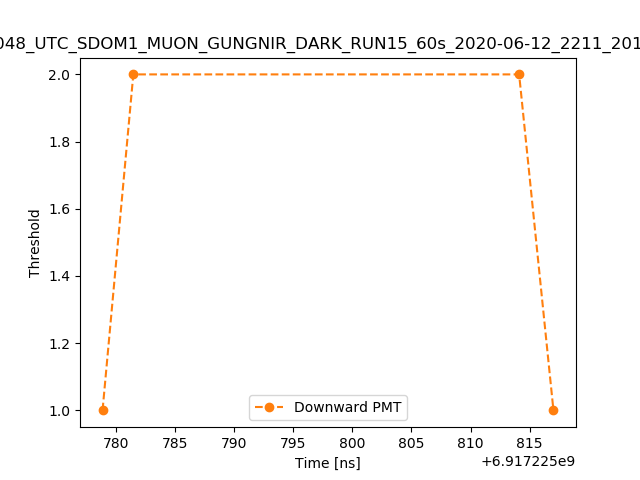 048_UTC_SDOM1_MUON_GUNGNIR_DARK_RUN15_60s_2020-06-12_2211_201
2.0
1.8
1.6
1.4
1.2
1.0
Threshold
Downward PMT
780 785 790 795 800 805 810 815
Time [ns]
+6.917225e9